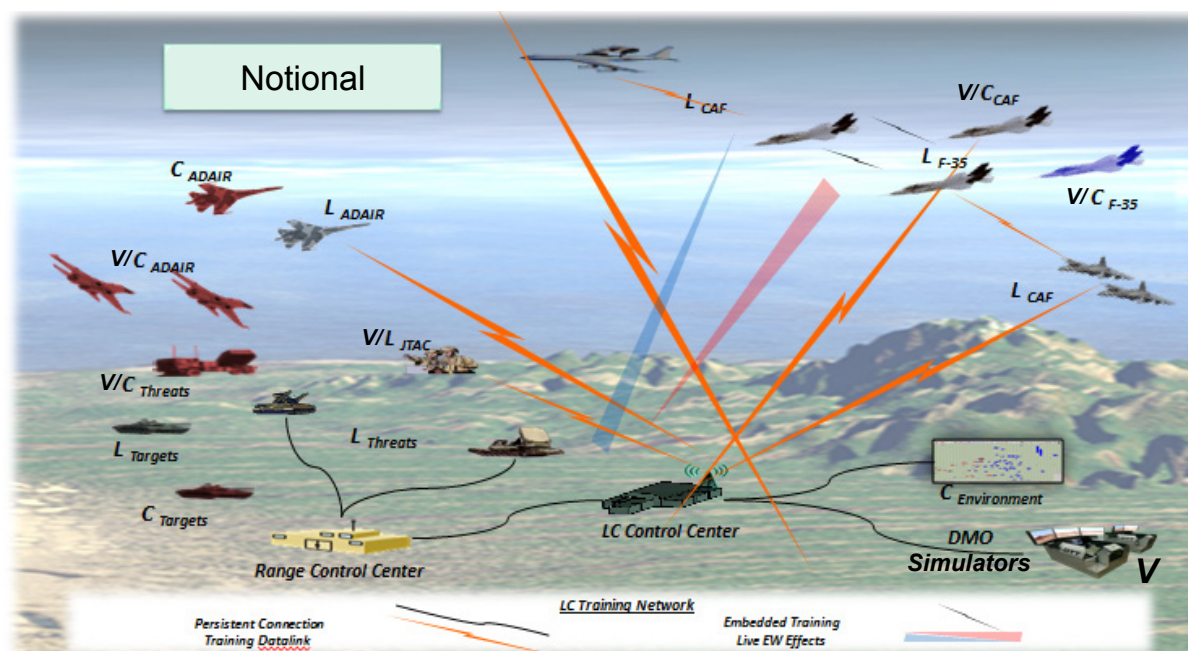 Notional
L CAF
V/C CAF
C ADAIR
L F-35
L ADAIR
V/C F-35
V/C ADAIR
L CAF
V/L JTAC
V/C Threats
L Threats
L Targets
C Environment
C Targets
LC Control Center
DMO
Simulators
V
Range Control Center
LC Training Network
Persistent Connection
Embedded Training
Training Datalink
Live EW Effects